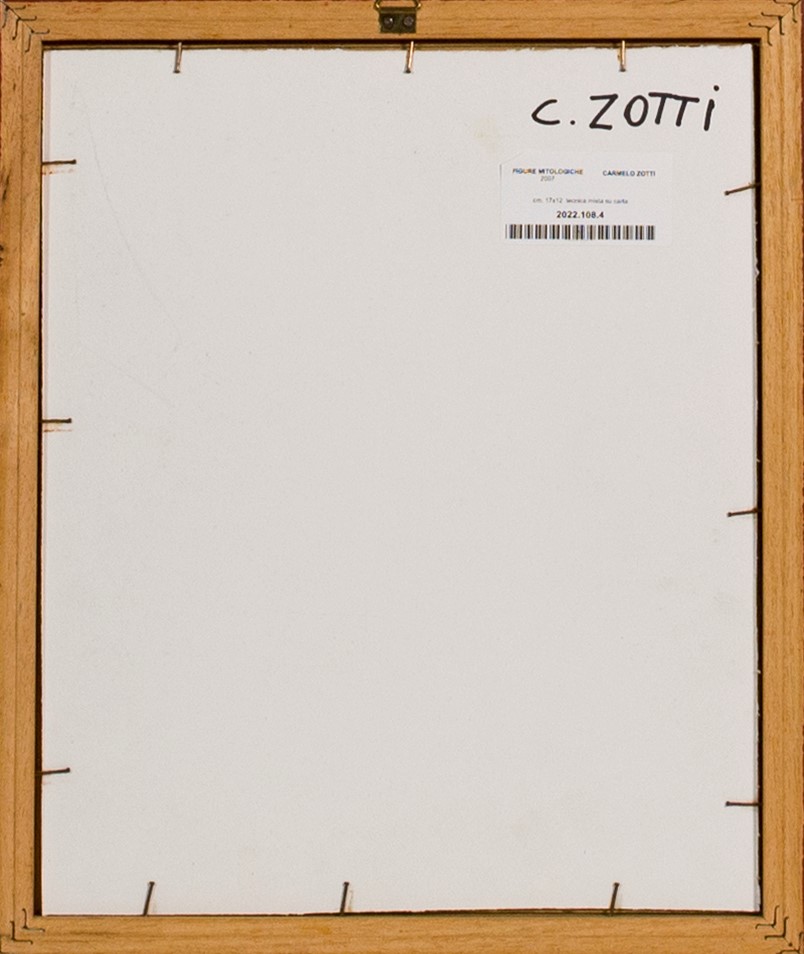 C. ZOTTi
FIGURE MITOLOGICHE CARMELO ZOTTI
2007
cm. 17x12 tecnica mista su carta
2022.108.4